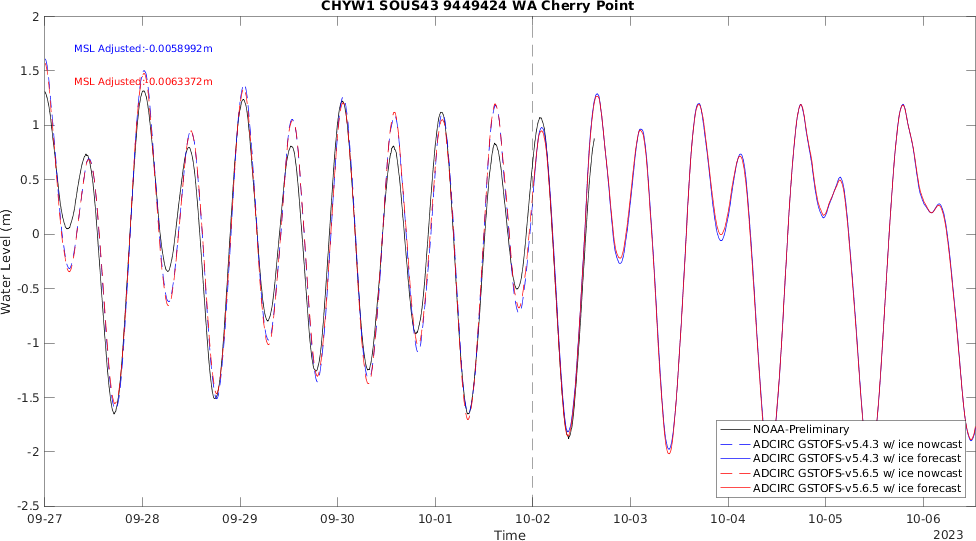 CHYW1 SOUS43 9449424 WA Cherry Point
MSL Adjusted:-0.0058992m
MSL Adjusted:-0.0063372m
Water Level (m)
2
1.5
1
0.5
0
-0.5
-1
-1.5
-2
-2.5
NOAA-Preliminary
ADCIRC GSTOFS-v5.4.3 w/ ice nowcast
ADCIRC GSTOFS-v5.4.3 w/ ice forecast
ADCIRC GSTOFS-v5.6.5 w/ ice nowcast
ADCIRC GSTOFS-v5.6.5 w/ ice forecast
09-27 09-28 09-29 09-30 10-01 10-02 10-03 10-04 10-05 10-06
Time
2023